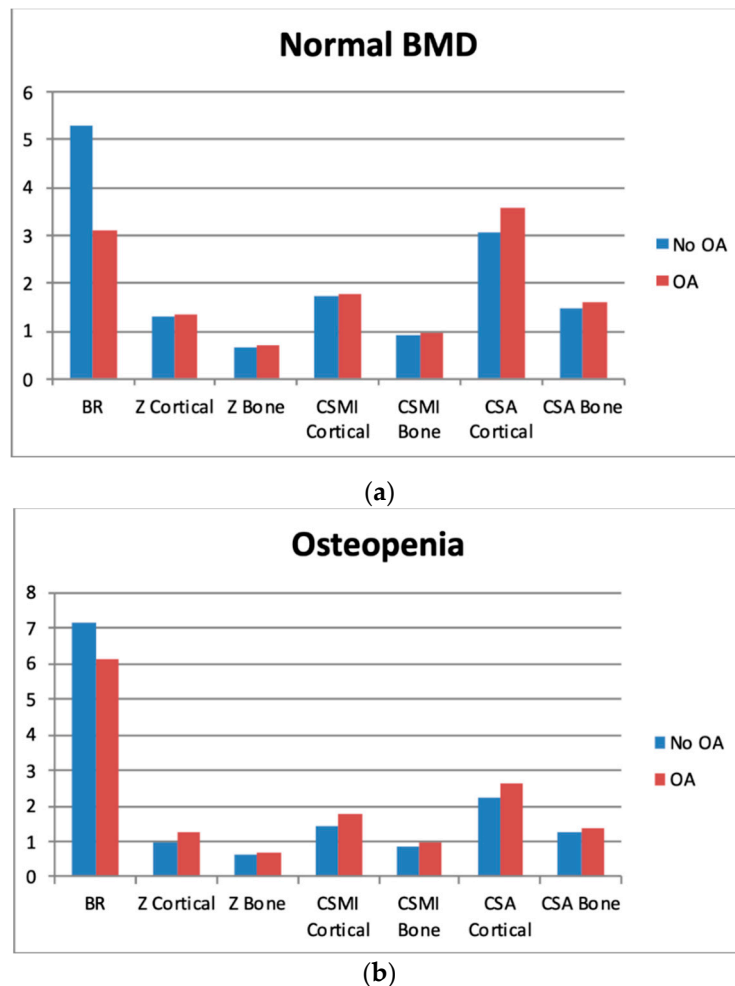 Normal BMD
6
5
4
3
2
1
0
BR
Z Cortical
Z Bone
CSMI
Cortical
CSMI
Bone
CSA
Cortical
CSA Bone
No OA
OA
(a)
Osteopenia
8
7
6
5
4
3
2
1
0
BR
Z Cortical
Z Bone
CSMI
Cortical
CSMI
Bone
CSA
Cortical
CSA Bone
No OA
OA
(b)